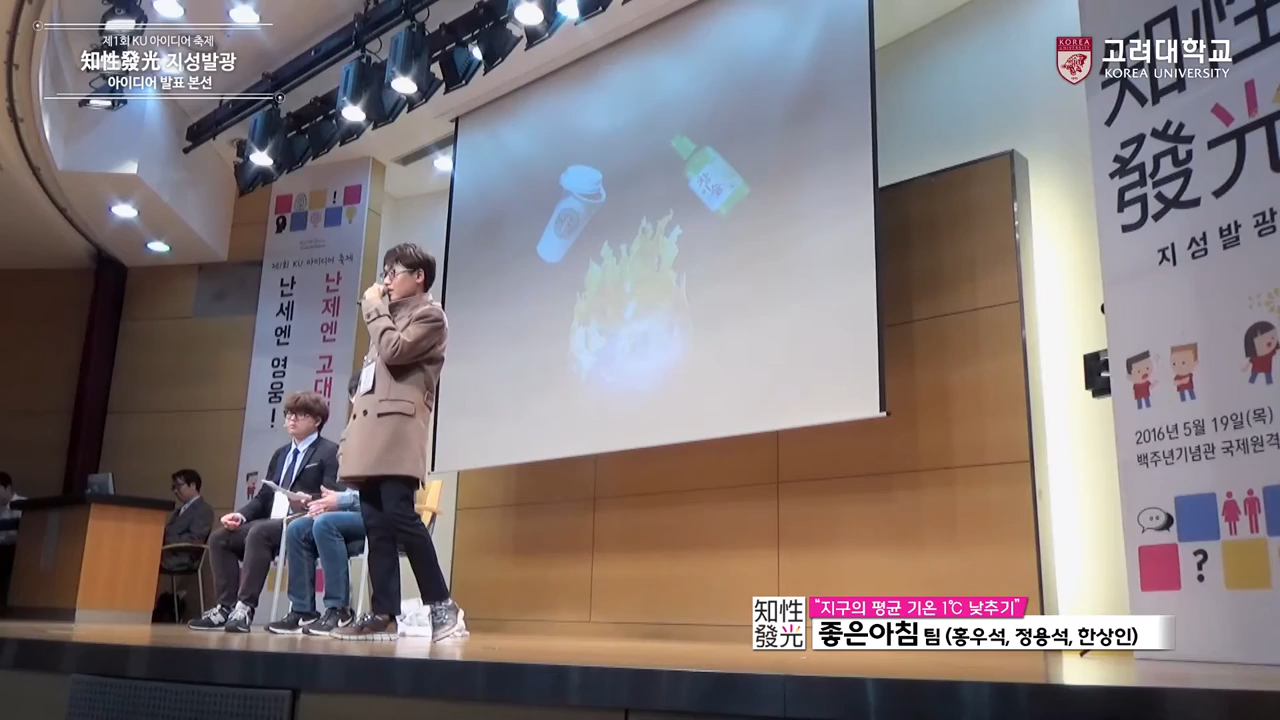 제1회 KU 아이디어 축제
知性發光 지성발광
아이디어 발표 본선
KOREA
UNIVERSITY
고려대학교
KOREA UNIVERSITY
제1회 KU 아이디어 축제
난제엔 고대
난세엔 영웅!
知性
發光
지성발광
2016년 5월 19일(목)
백주년기념관 국제원격
?
知性
發光
“지구의 평균 기온 1℃ 낮추기”
좋은아침 팀 (홍우석, 정용석, 한상인)